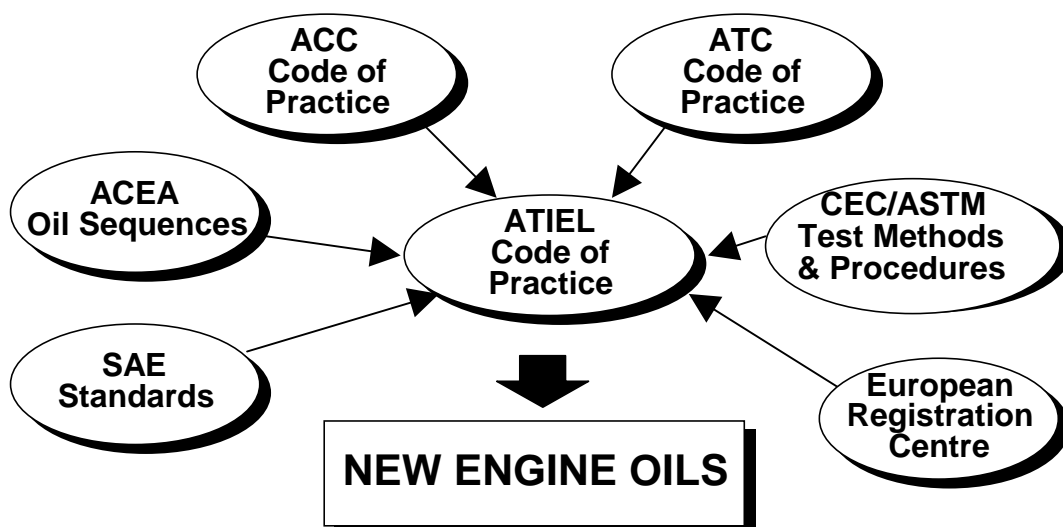 ACC
Code of
Practice
ATC
Code of
Practice
ACEA
Oil Sequences
ATIEL
Code of
Practice
CEC/ASTM
Test Methods
& Procedures
SAE
Standards
European
Registration
Centre
NEW ENGINE OILS